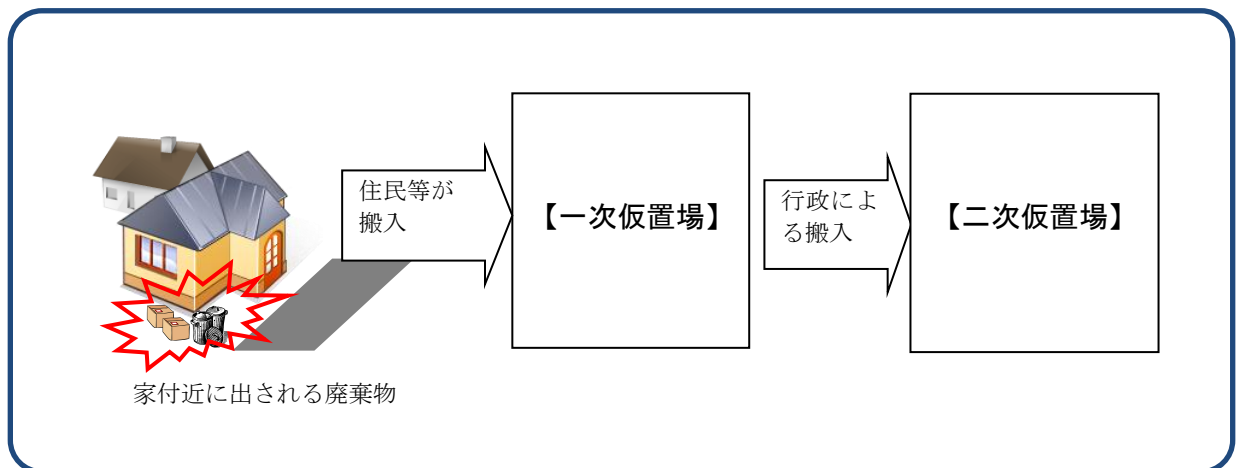 住民等が
搬入
【一次仮置場】
行政によ
る搬入
【二次仮置場】
家付近に出される廃棄物